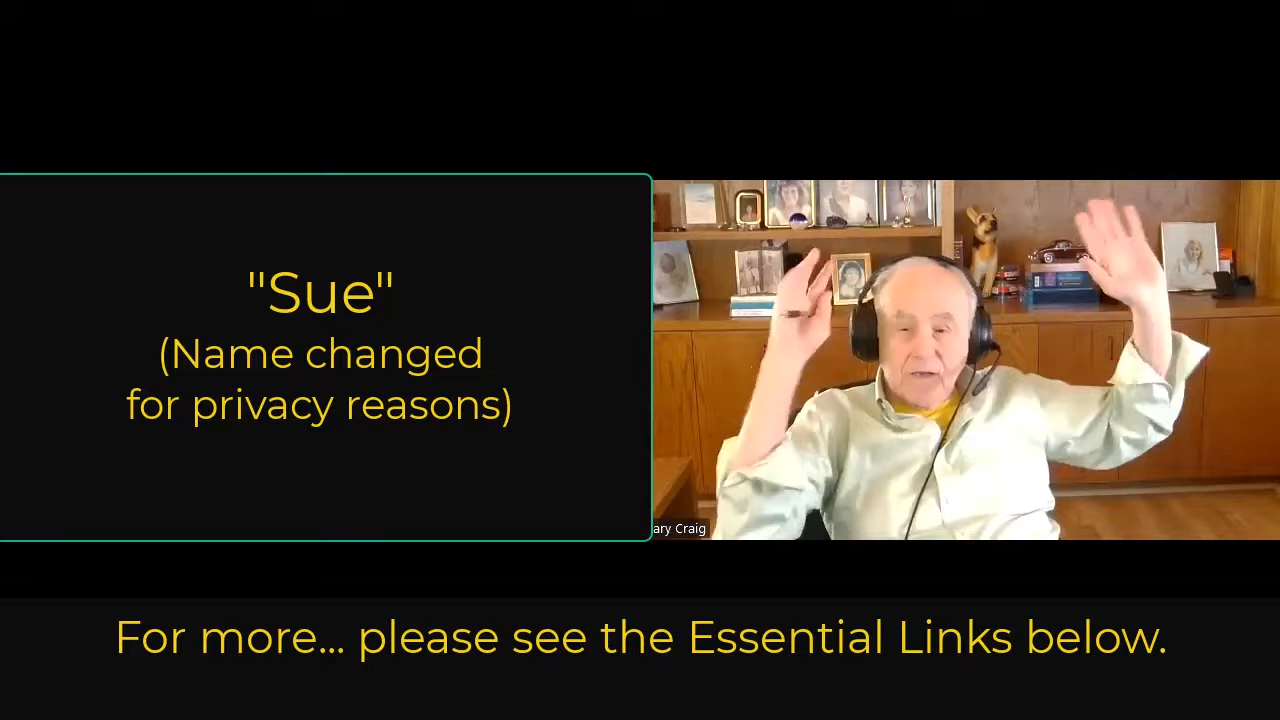 "Sue"
(Name changed
for privacy reasons)
ary Craig
For more... please see the Essential Links below.